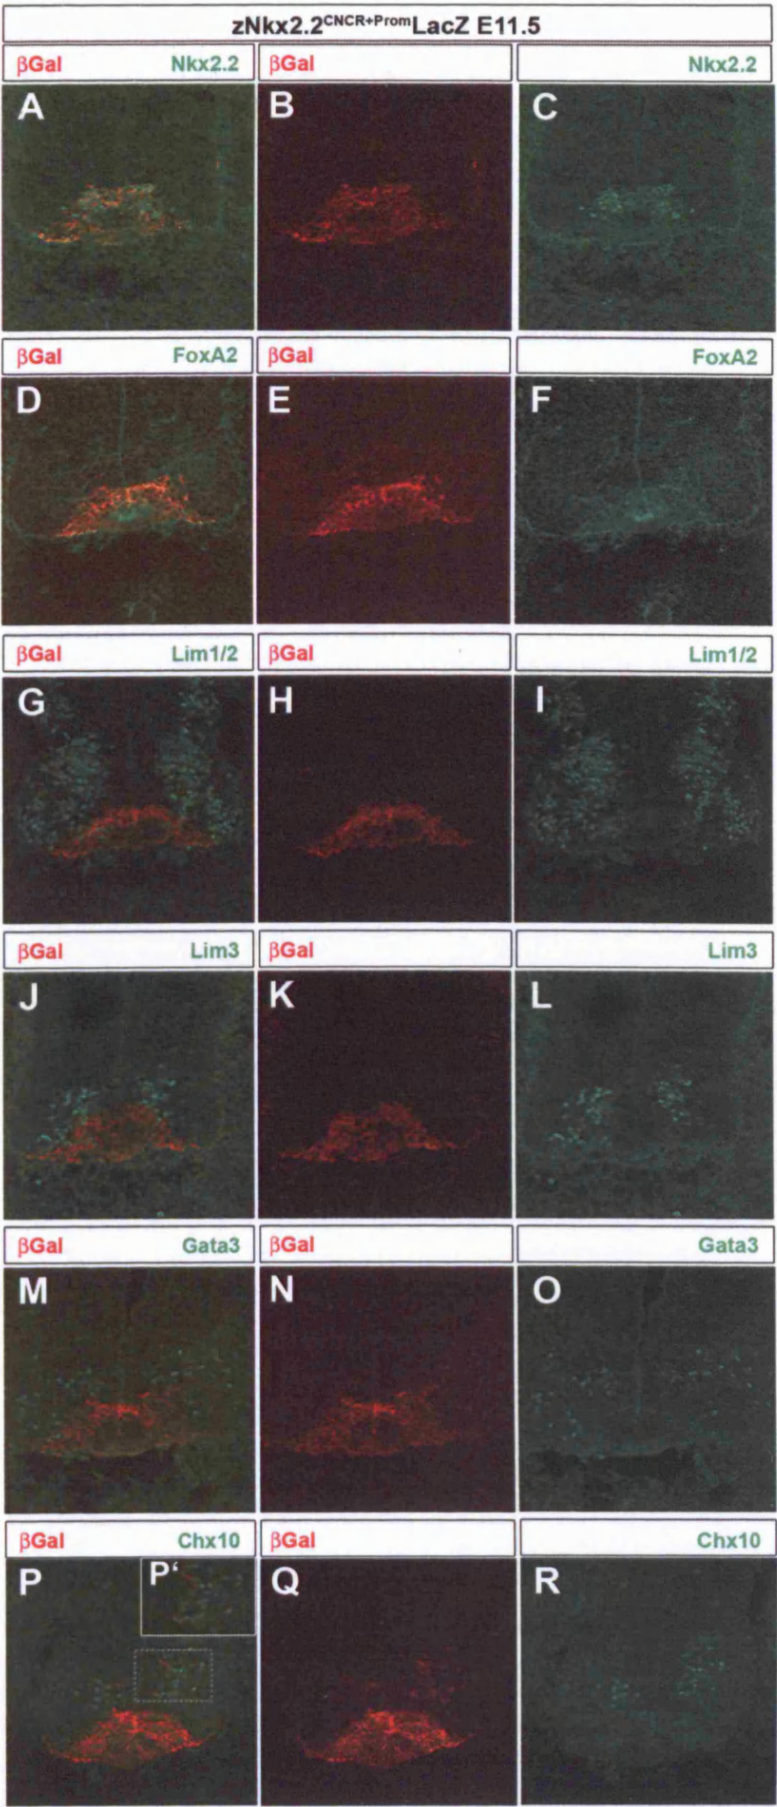 zNkx2.2CNCR+PromLacZ E11.5
βGal Nkx2.2 βGal Nkx2.2
A B C
βGal FoxA2 βGal FoxA2
D E F
βGal Lim1/2 βGal Lim1/2
G H I
βGal Lim3 βGal Lim3
J K L
βGal Gata3 βGal Gata3
M N O
βGal Chx10 βGal Chx10
P P‘ Q R